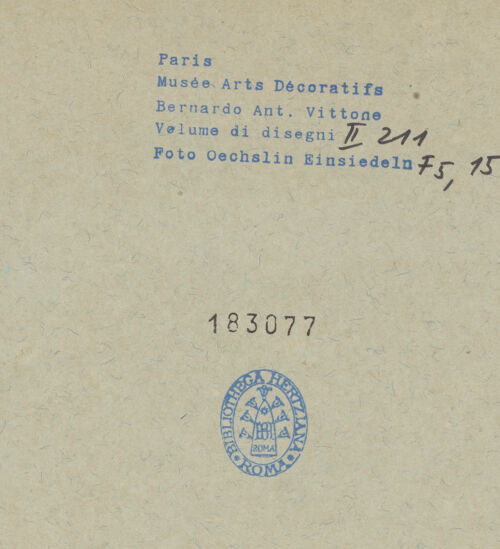 Paris
Musée Arts Décoratifs
Bernardo Ant. Vittone
Volume di disegni II 211
Foto Oechslin Einsiedeln F5, 15
183077
BIBLIOTHECA HERTZIANA
ROMA
ROMA